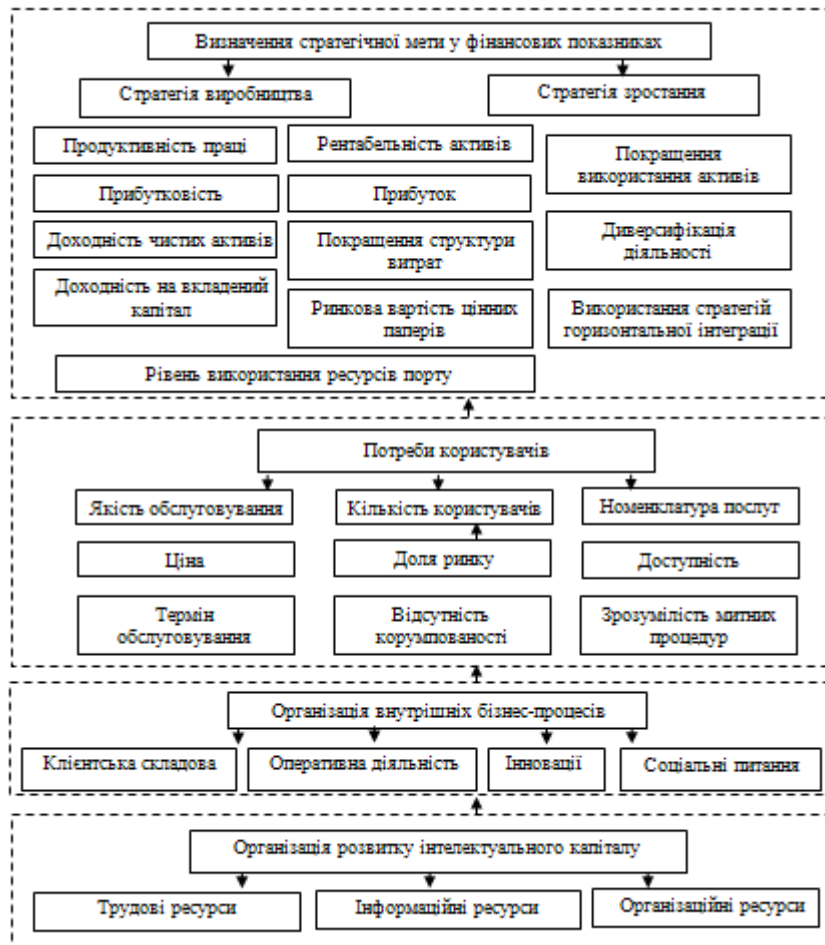 Визначення стратегічної мети у фінансових показниках
Стратегія виробництва
Стратегія зростання
Продуктивність праці
Рентабельність активів
Покращення
використання активів
Прибутковість
Прибуток
Доходність чистих активів
Покращення структури
витрат
Диверсифікація
діяльності
Доходність на вкладений
капітал
Ринкова вартість цінних
паперів
Використання стратегій
горизонтальної інтеграції
Рівень використання ресурсів порту
Потреби користувачів
Якість обслуговування
Кількість користувачів
Номенклатура послуг
Ціна
Доля ринку
Доступність
Термін
обслуговування
Відсутність
корумпованості
Зрозумілість митних
процедур
Організація внутрішніх бізнес-процесів
Клієнтська складова
Оперативна діяльність
Інновації
Соціальні питання
Організація розвитку інтелектуального капіталу
Трудові ресурси
Інформаційні ресурси
Організаційні ресурси